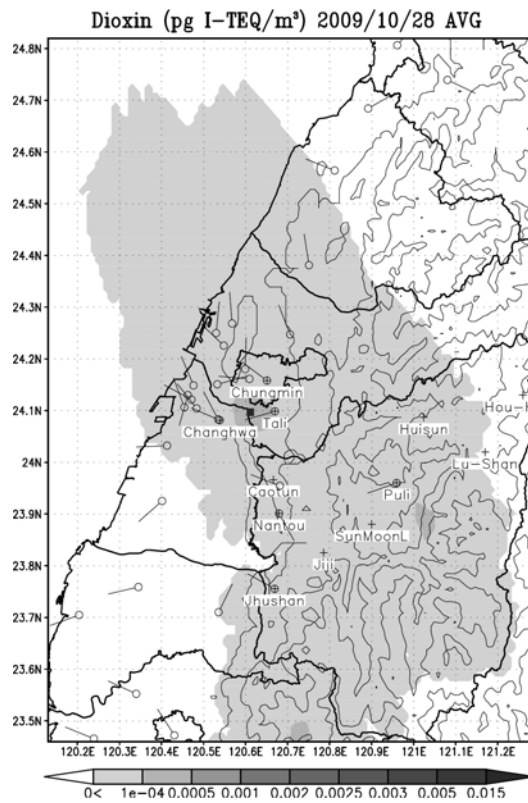 Dioxin (pg I-TEQ/m³) 2009/10/28 AVG
24.8N
24.7N
24.6N
24.5N
24.4N
24.3N
24.2N
Chungmin
Hou-
24.1N
Tali
Huisun
Changhwa
24N
Lu-Shan
Caotun
Puli
23.9N
Nantou
SunMoonL
23.8N
Jiji
Jhushan
23.7N
23.6N
23.5N
120.2E 120.3E 120.4E 120.5E 120.6E 120.7E 120.8E 120.9E 121E 121.1E 121.2E
0< 1e-04 0.0005 0.001 0.002 0.003 0.005 0.015